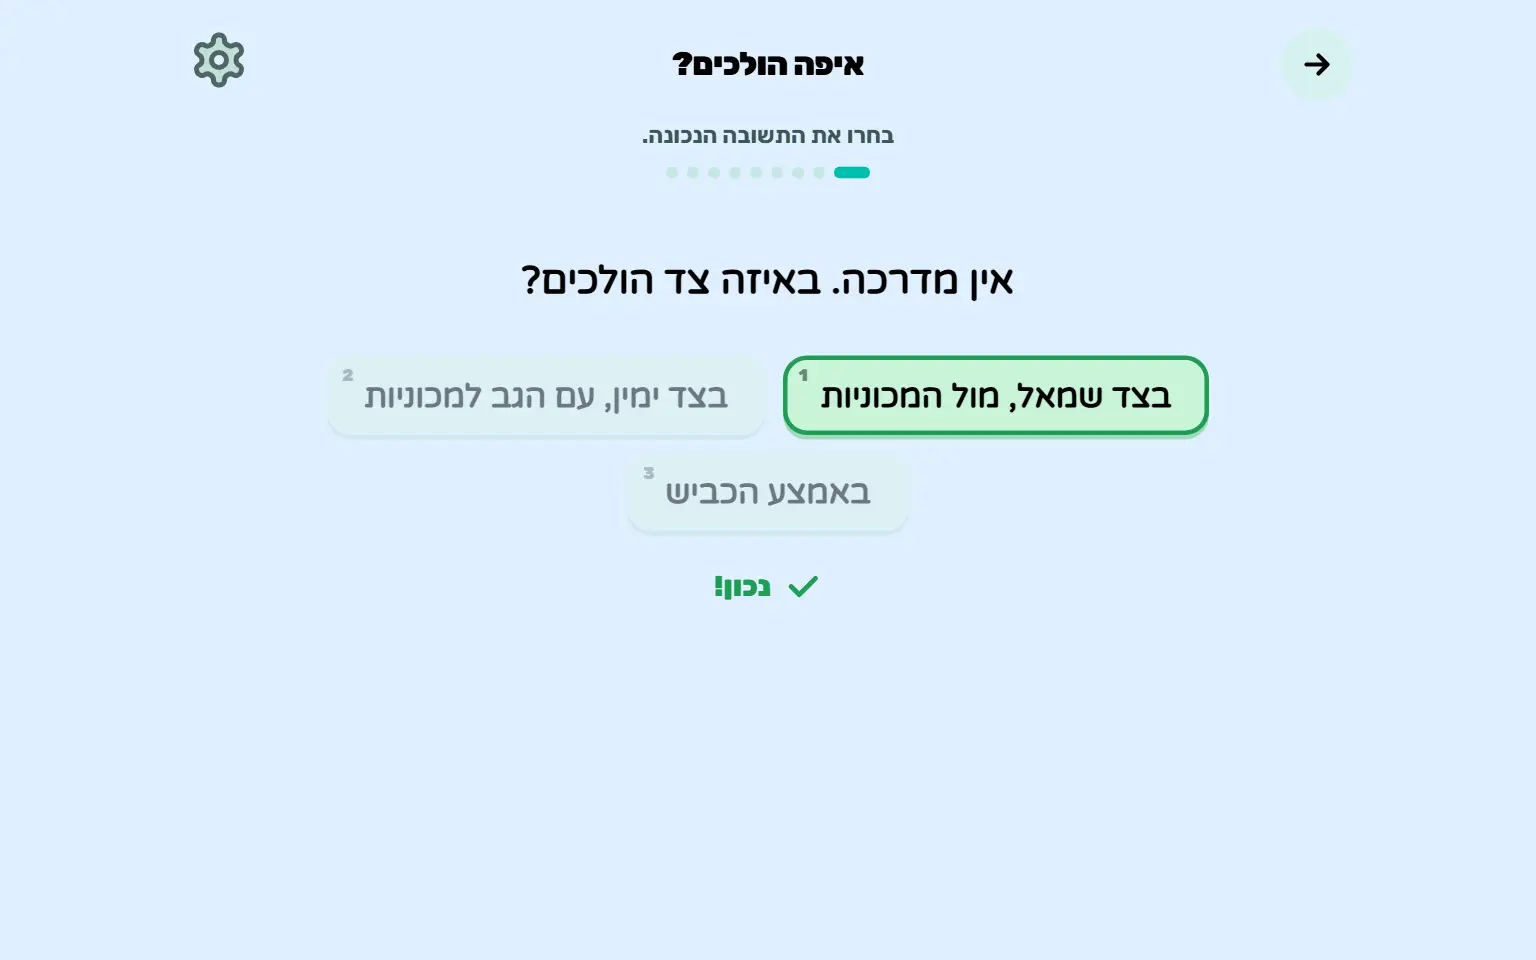 איפה הולכים?
בחרו את התשובה הנכונה.
אין מדרכה. באיזה צד הולכים?
1 בצד שמאל, מול המכוניות
2 בצד ימין, עם הגב למכוניות
3 באמצע הכביש
נכון!